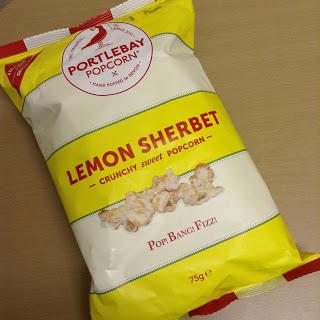 PORTLEBAY
POPCORN
• HAND POPPED in DEVON •
LEMON SHERBET
– CRUNCHY sweet POPCORN –
POP! BANG! FIZZ!
75g e